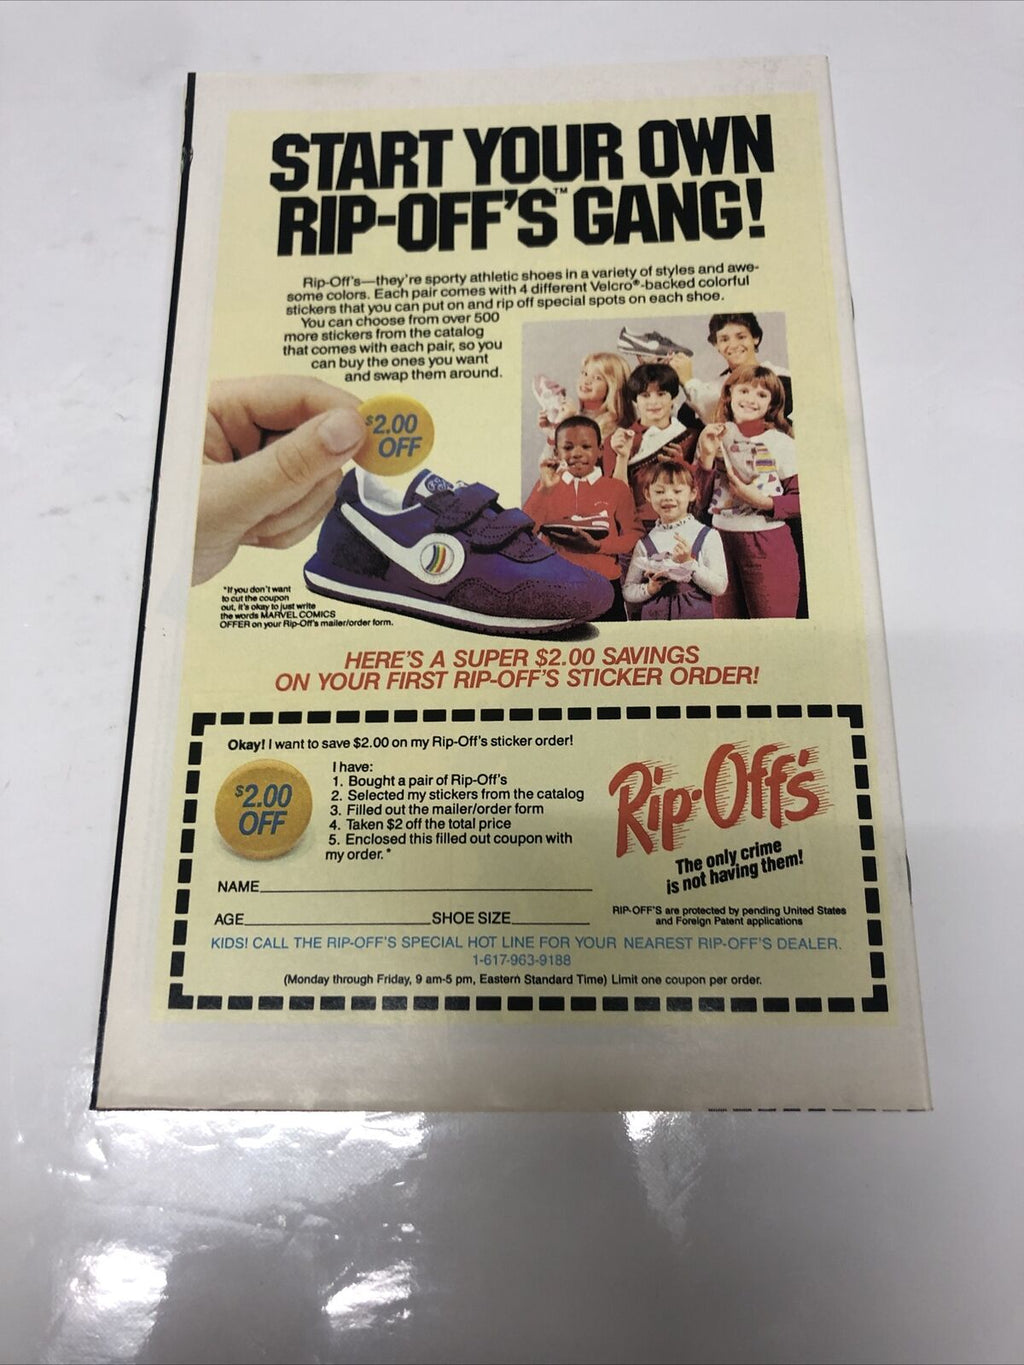 START YOUR OWN
RIP-OFF'S™ GANG!
Rip-Off's—they're sporty athletic shoes in a variety of styles and awe-
some colors. Each pair comes with 4 different Velcro®-backed colorful
stickers that you can put on and rip off special spots on each shoe.
You can choose from over 500
more stickers from the catalog
that comes with each pair, so you
can buy the ones you want
and swap them around.
$2.00
OFF
*If you don't want
to cut the coupon
out, it's okay to just write
the words MARVEL COMICS
OFFER on your Rip-Off's mailer/order form.
HERE'S A SUPER $2.00 SAVINGS
ON YOUR FIRST RIP-OFF'S STICKER ORDER!
Okay! I want to save $2.00 on my Rip-Off's sticker order!
$2.00
OFF
I have:
1. Bought a pair of Rip-Off's
2. Selected my stickers from the catalog
3. Filled out the mailer/order form
4. Taken $2 off the total price
5. Enclosed this filled out coupon with
my order.*
Rip-Off's
The only crime
is not having them!
NAME
AGE SHOE SIZE
RIP-OFF'S are protected by pending United States
and Foreign Patent applications
KIDS! CALL THE RIP-OFF'S SPECIAL HOT LINE FOR YOUR NEAREST RIP-OFF'S DEALER.
1-617-963-9188
(Monday through Friday, 9 am-5 pm, Eastern Standard Time) Limit one coupon per order.